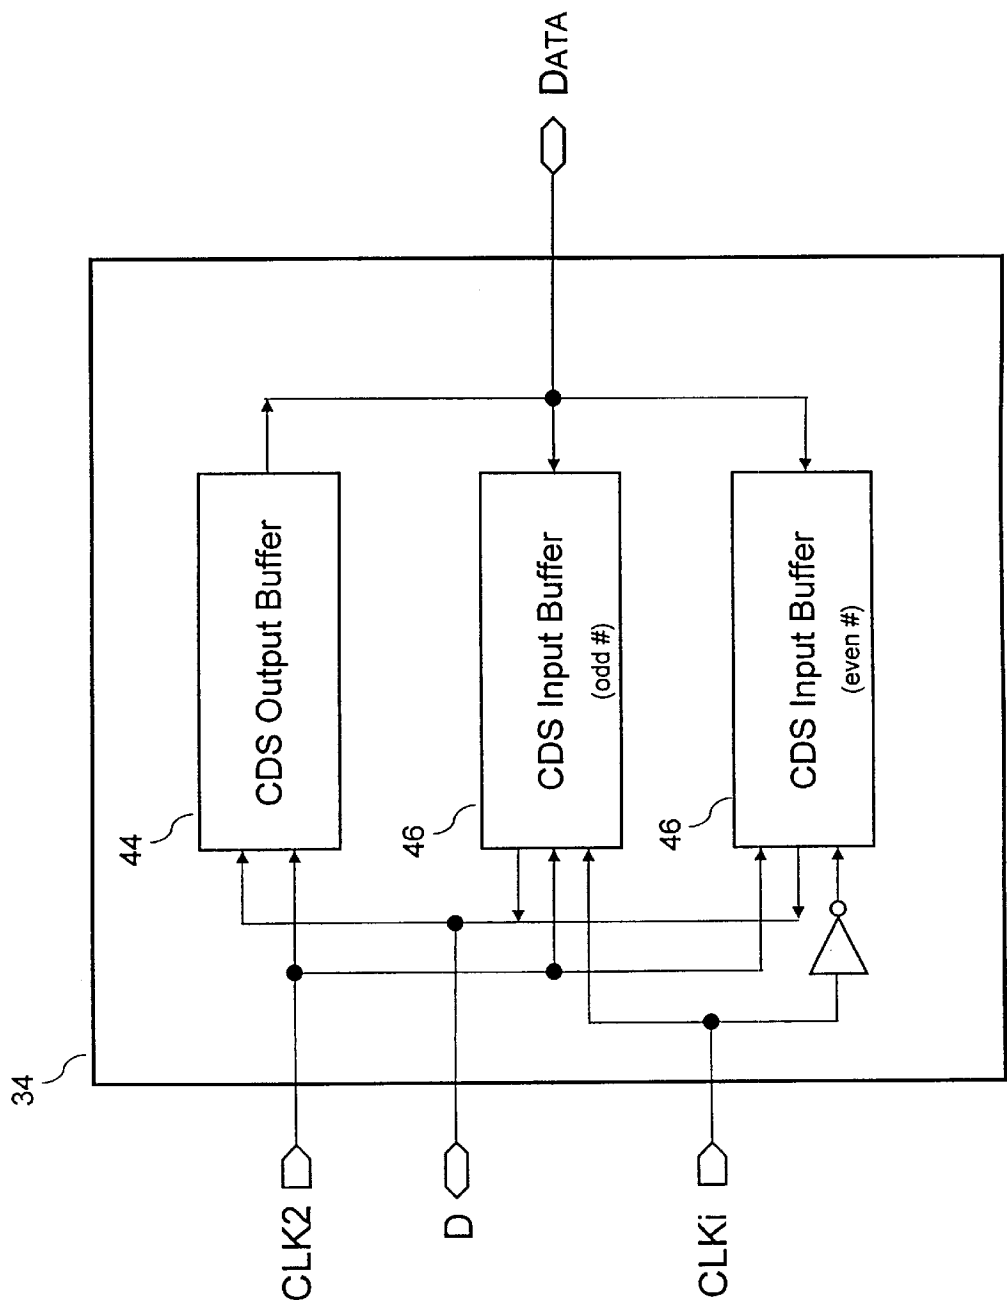 34
44
CDS Output Buffer
46
CDS Input Buffer
(odd #)
46
CDS Input Buffer
(even #)
CLK2
D
CLKi
DATA